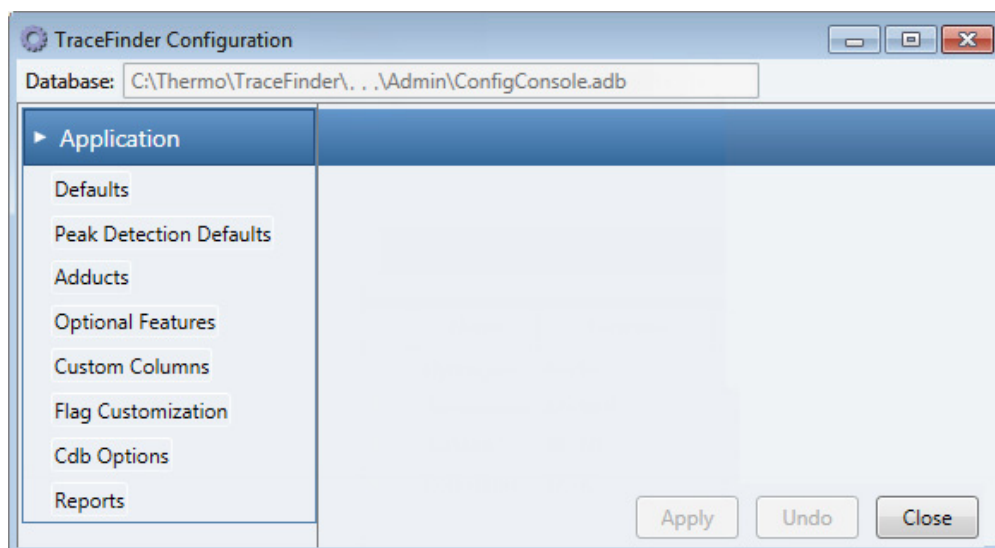 TraceFinder Configuration
Database: C:\Thermo\TraceFinder\. . .\Admin\ConfigConsole.adb
Application
Defaults
Peak Detection Defaults
Adducts
Optional Features
Custom Columns
Flag Customization
Cdb Options
Reports
Apply Undo Close